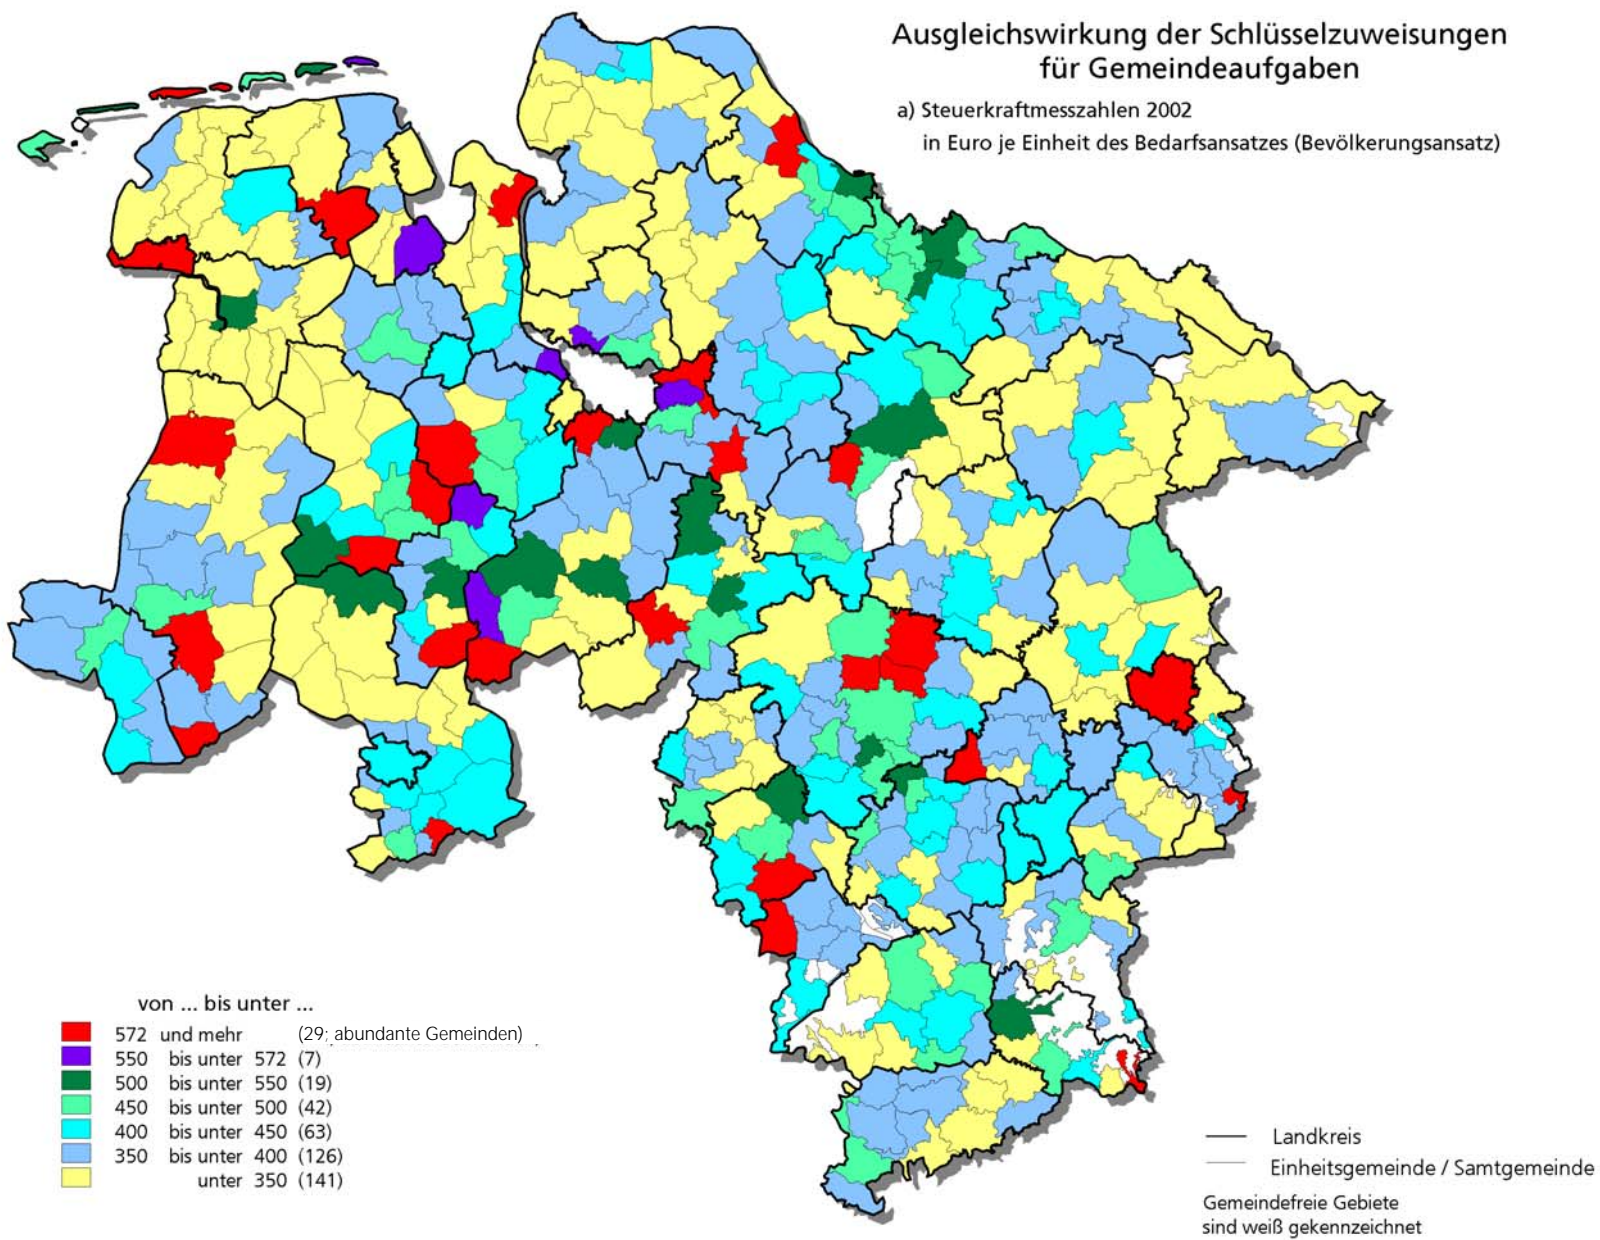 Ausgleichswirkung der Schlüsselzuweisungen
für Gemeindeaufgaben
a) Steuerkraftmesszahlen 2002
in Euro je Einheit des Bedarfsansatzes (Bevölkerungsansatz)
von ... bis unter ...
572 und mehr (29; abundante Gemeinden)
550 bis unter 572 (7)
500 bis unter 550 (19)
450 bis unter 500 (42)
400 bis unter 450 (63)
350 bis unter 400 (126)
unter 350 (141)
Landkreis
Einheitsgemeinde / Samtgemeinde
Gemeindefreie Gebiete
sind weiß gekennzeichnet